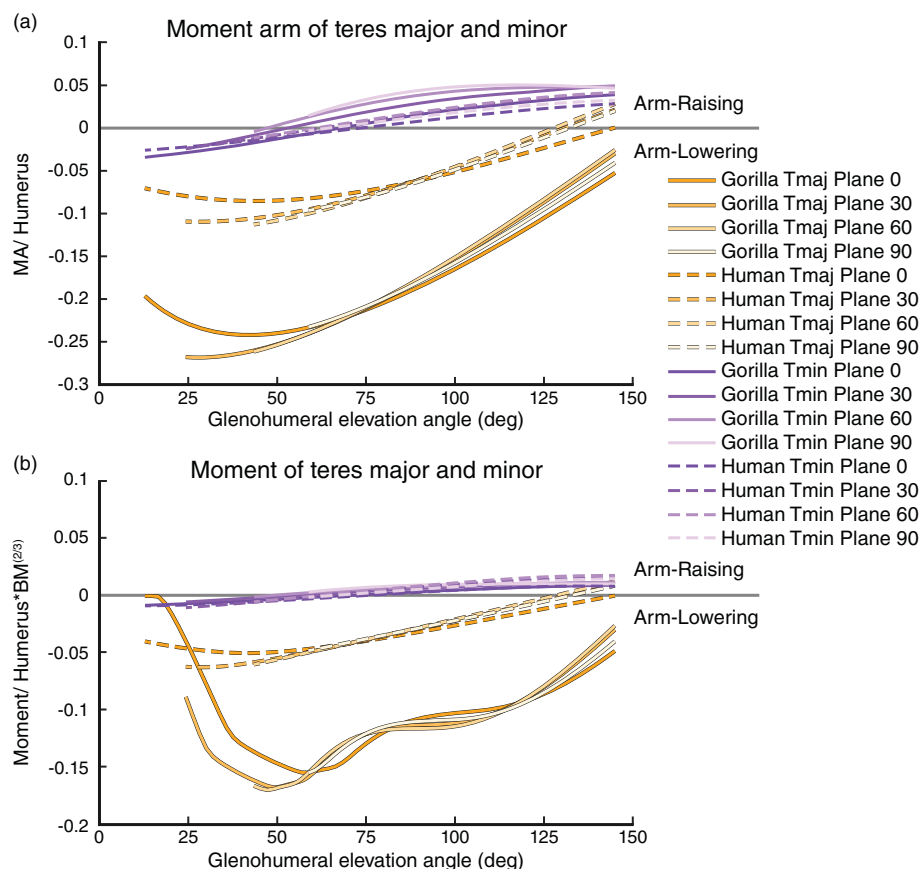 (a)
Moment arm of teres major and minor
0.1
0.05
0
-0.05
-0.1
-0.15
-0.2
-0.25
-0.3
MA/ Humerus
0 25 50 75 100 125 150
Glenohumeral elevation angle (deg)
Arm-Raising
Arm-Lowering
Gorilla Tmaj Plane 0
Gorilla Tmaj Plane 30
Gorilla Tmaj Plane 60
Gorilla Tmaj Plane 90
Human Tmaj Plane 0
Human Tmaj Plane 30
Human Tmaj Plane 60
Human Tmaj Plane 90
Gorilla Tmin Plane 0
Gorilla Tmin Plane 30
Gorilla Tmin Plane 60
Gorilla Tmin Plane 90
Human Tmin Plane 0
Human Tmin Plane 30
Human Tmin Plane 60
Human Tmin Plane 90
(b)
Moment of teres major and minor
0.1
0.05
0
-0.05
-0.1
-0.15
-0.2
Moment/ Humerus*BM(2/3)
0 25 50 75 100 125 150
Glenohumeral elevation angle (deg)
Arm-Raising
Arm-Lowering